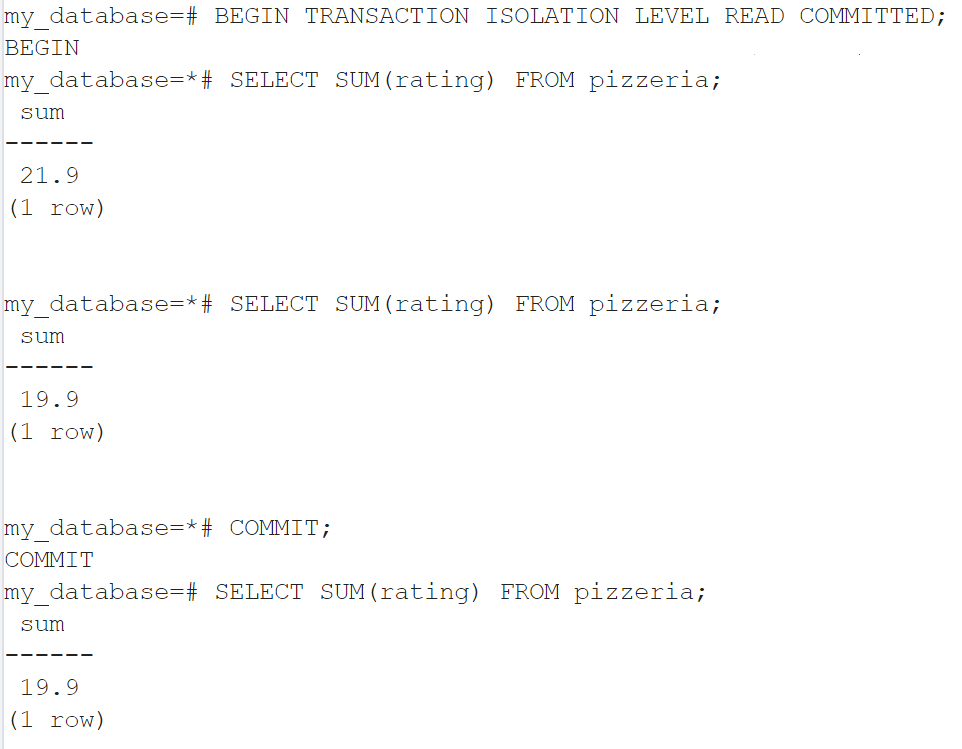 my_database=# BEGIN TRANSACTION ISOLATION LEVEL READ COMMITTED;
BEGIN
my_database=*# SELECT SUM(rating) FROM pizzeria;
 sum
------
 21.9
(1 row)
my_database=*# SELECT SUM(rating) FROM pizzeria;
 sum
------
 19.9
(1 row)
my_database=*# COMMIT;
COMMIT
my_database=# SELECT SUM(rating) FROM pizzeria;
 sum
------
 19.9
(1 row)